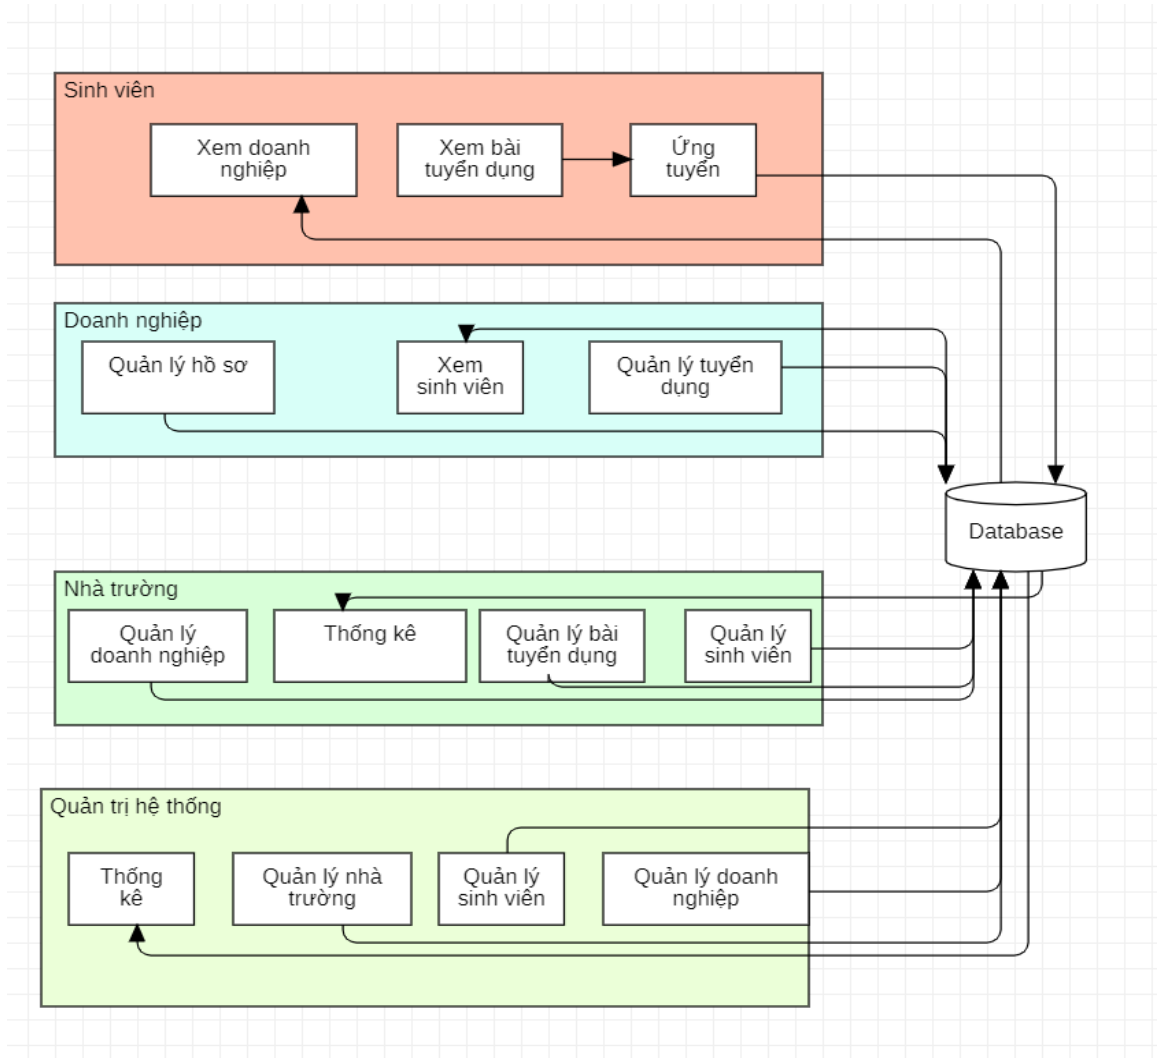 Sinh viên
Xem doanh
nghiệp
Xem bài
tuyển dụng
Ứng
tuyển
Doanh nghiệp
Quản lý hồ sơ
Xem
sinh viên
Quản lý tuyển
dụng
Database
Nhà trường
Quản lý
doanh nghiệp
Thống kê
Quản lý bài
tuyển dụng
Quản lý
sinh viên
Quản trị hệ thống
Thống
kê
Quản lý nhà
trường
Quản lý
sinh viên
Quản lý doanh
nghiệp